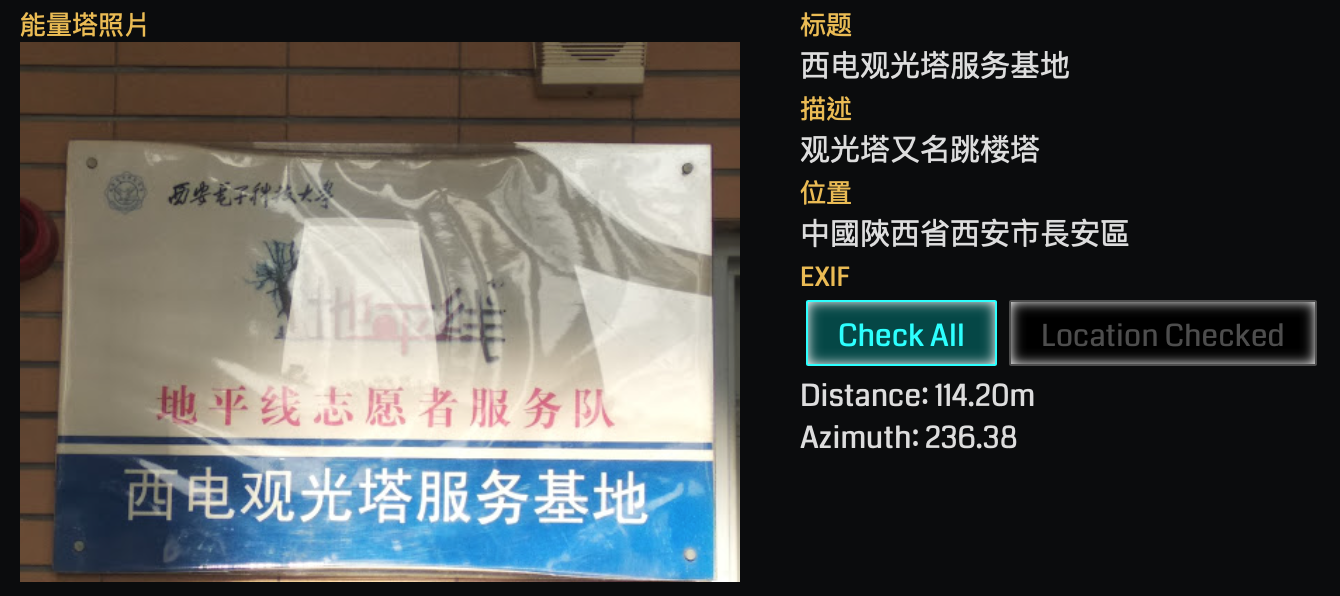 能量塔照片
西安电子科技大学
地平线
地平线志愿者服务队
西电观光塔服务基地
标题
西电观光塔服务基地
描述
观光塔又名跳楼塔
位置
中國陝西省西安市長安區
EXIF
Check All
Location Checked
Distance: 114.20m
Azimuth: 236.38